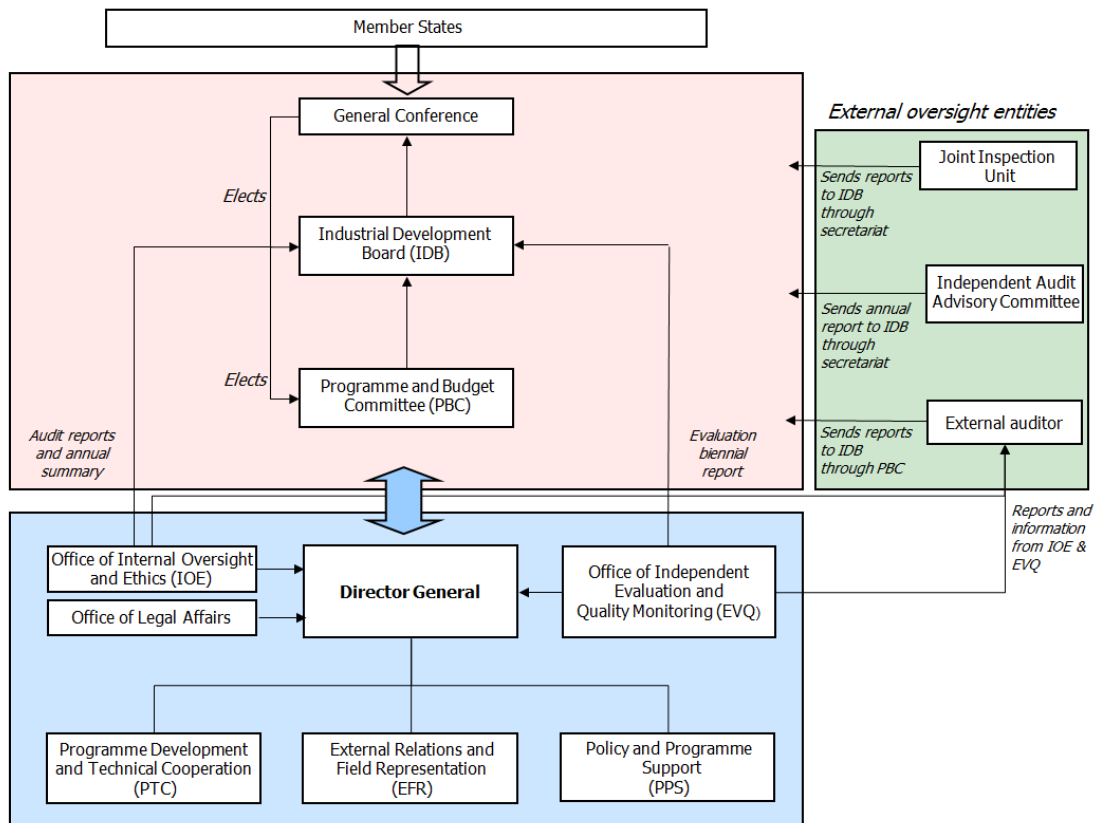 Member States
General Conference
External oversight entities
Joint Inspection
Unit
Sends reports
to IDB
through
secretariat
Elects
Industrial Development
Board (IDB)
Independent Audit
Advisory Committee
Sends annual
report to IDB
through
secretariat
Elects
Programme and Budget
Committee (PBC)
External auditor
Sends reports
to IDB
through PBC
Audit reports
and annual
summary
Evaluation
biennial
report
Reports and
information
from IOE &
EVQ
Office of Internal Oversight
and Ethics (IOE)
Office of Legal Affairs
Director General
Office of Independent
Evaluation and
Quality Monitoring (EVQ)
Programme Development
and Technical Cooperation
(PTC)
External Relations and
Field Representation
(EFR)
Policy and Programme
Support
(PPS)